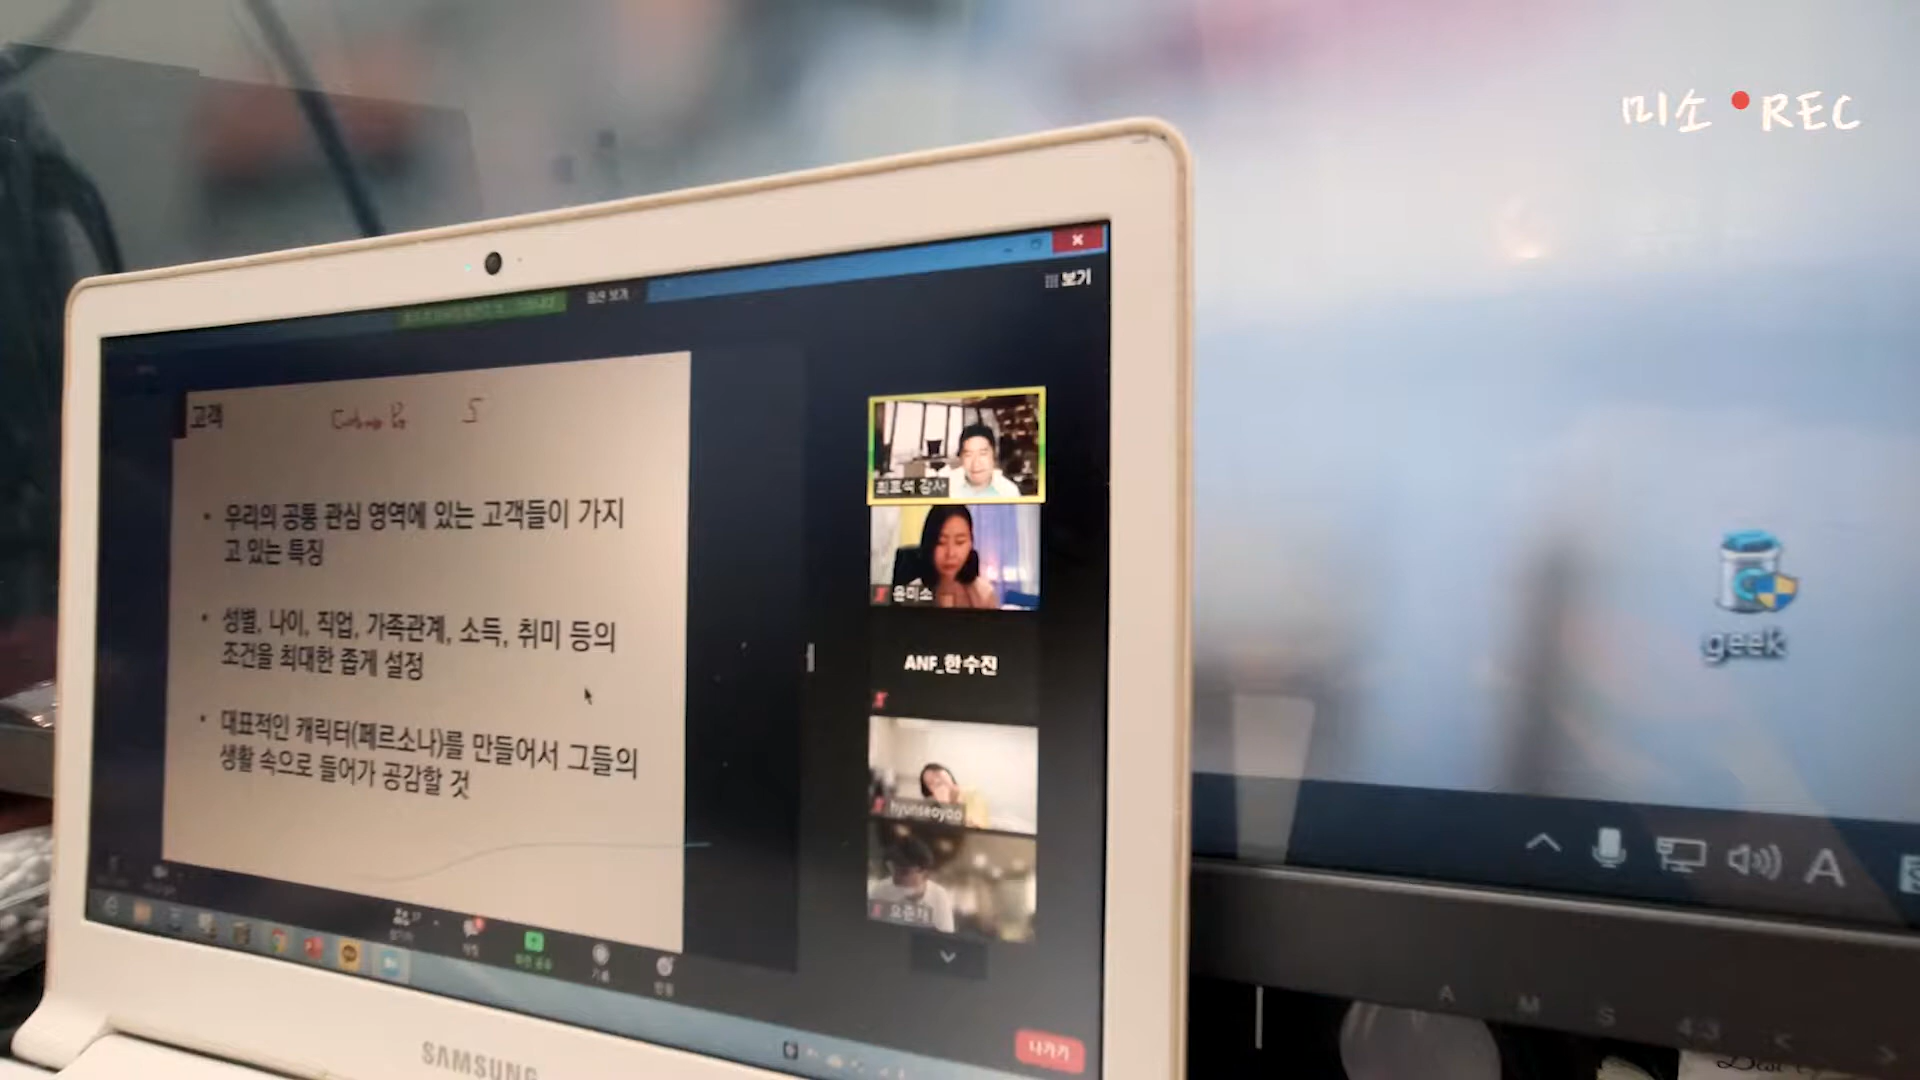 미소 REC
보기
고객
우리의 공통 관심 영역에 있는 고객들이 가지
고 있는 특징
성별, 나이, 직업, 가족관계, 소득, 취미 등의
조건을 최대한 좁게 설정
대표적인 캐릭터(페르소나)를 만들어서 그들의
생활 속으로 들어가 공감할 것
윤미소
ANF_한수진
hyunseoyoo
나가기
SAMSUNG
geek
A
A M S 4:3 < >